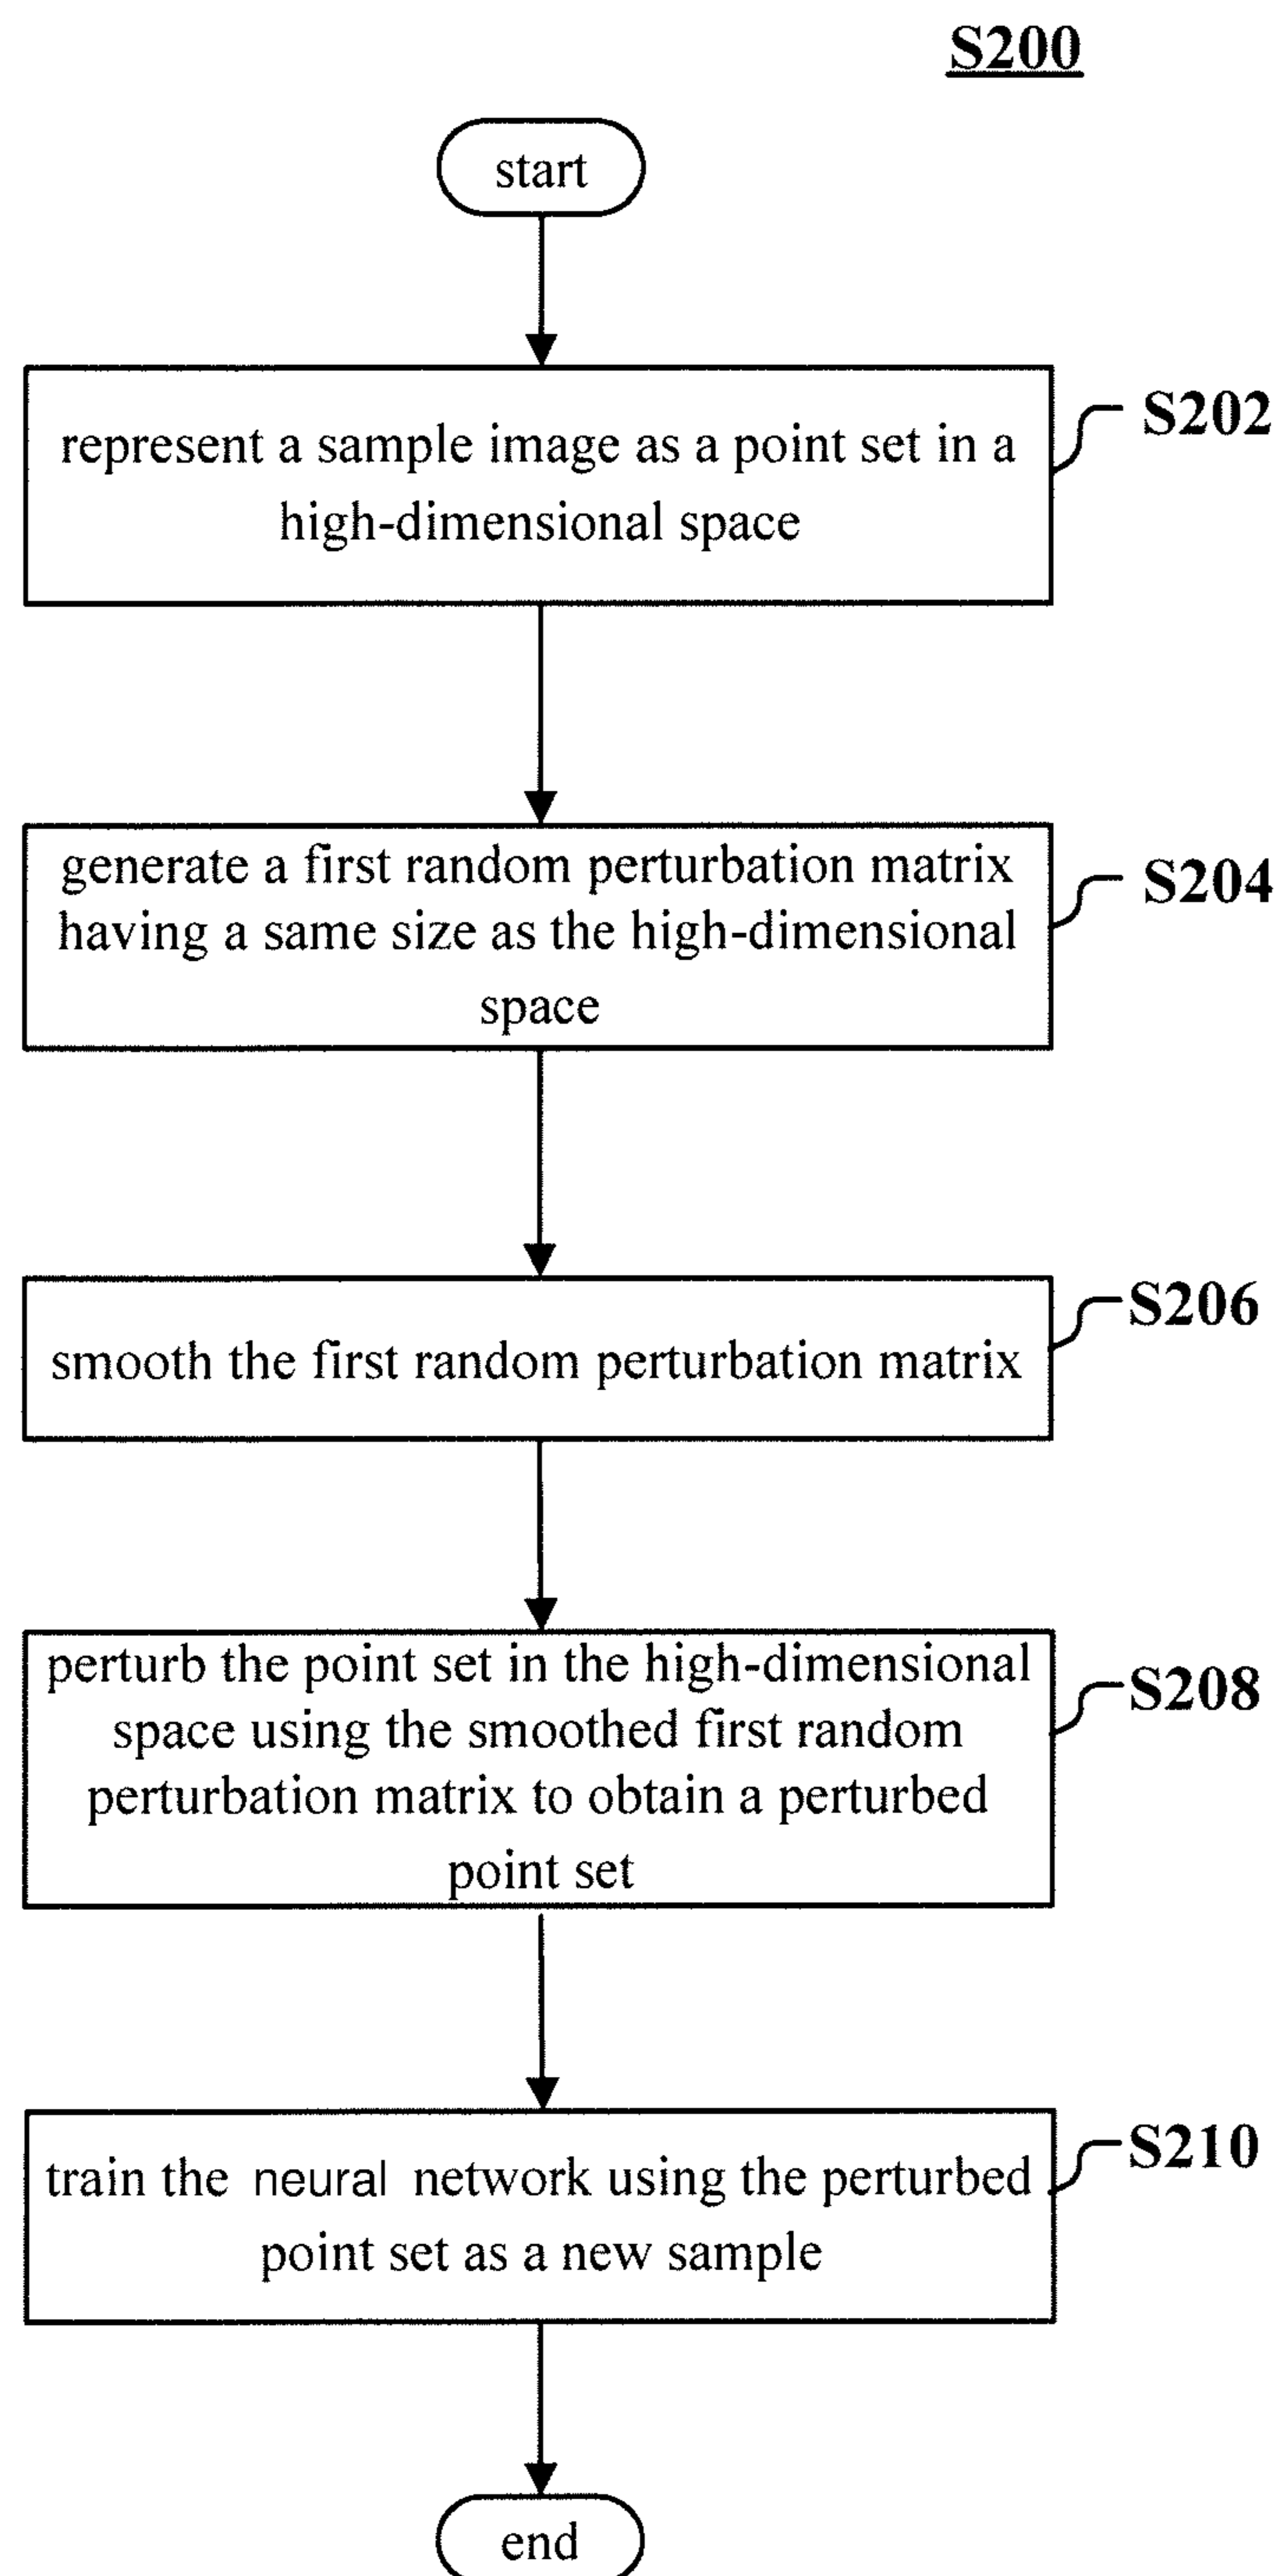 S200
start
represent a sample image as a point set in a
high-dimensional space
S202
generate a first random perturbation matrix
having a same size as the high-dimensional
space
S204
smooth the first random perturbation matrix
S206
perturb the point set in the high-dimensional
space using the smoothed first random
perturbation matrix to obtain a perturbed
point set
S208
train the neural network using the perturbed
point set as a new sample
S210
end